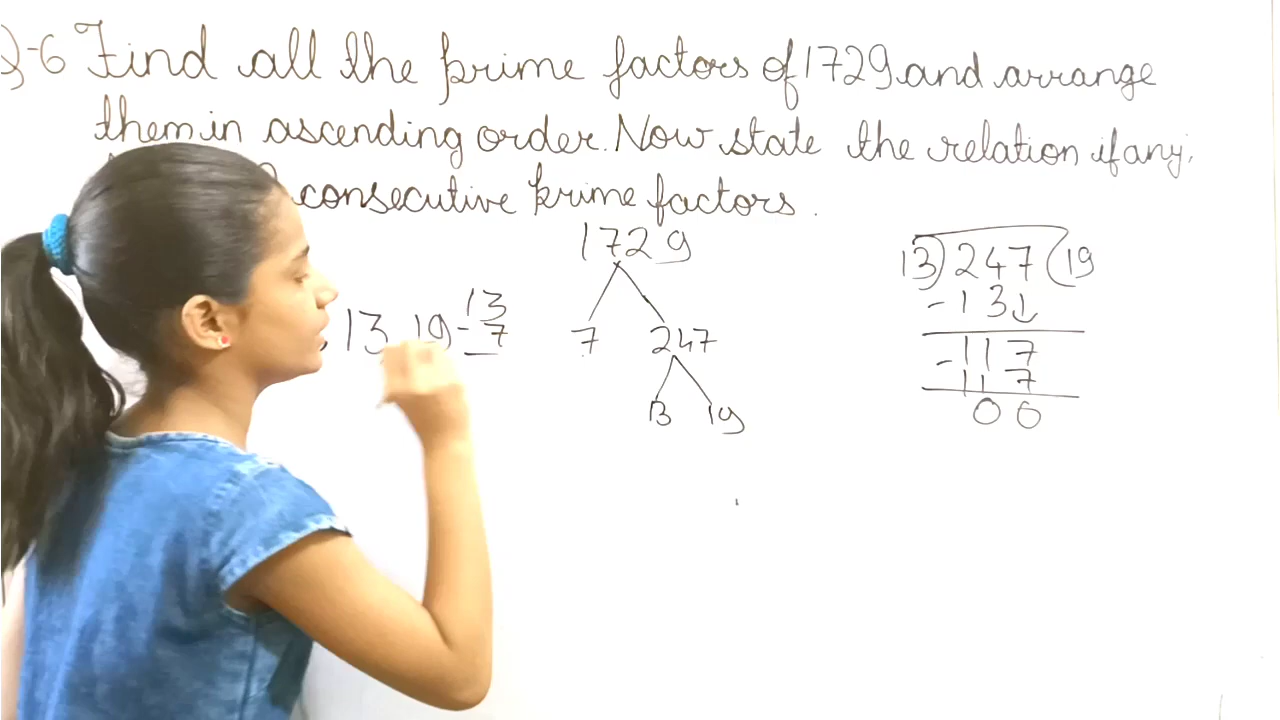 Q-6 Find all the prime factors of 1729 and arrange
them in ascending order. Now state the relation if any,
consecutive prime factors.
1729
7 247
13 19
, 13, 19 - 13
- 7
13) 247 ( 19
- 13↓
117
- 117
00